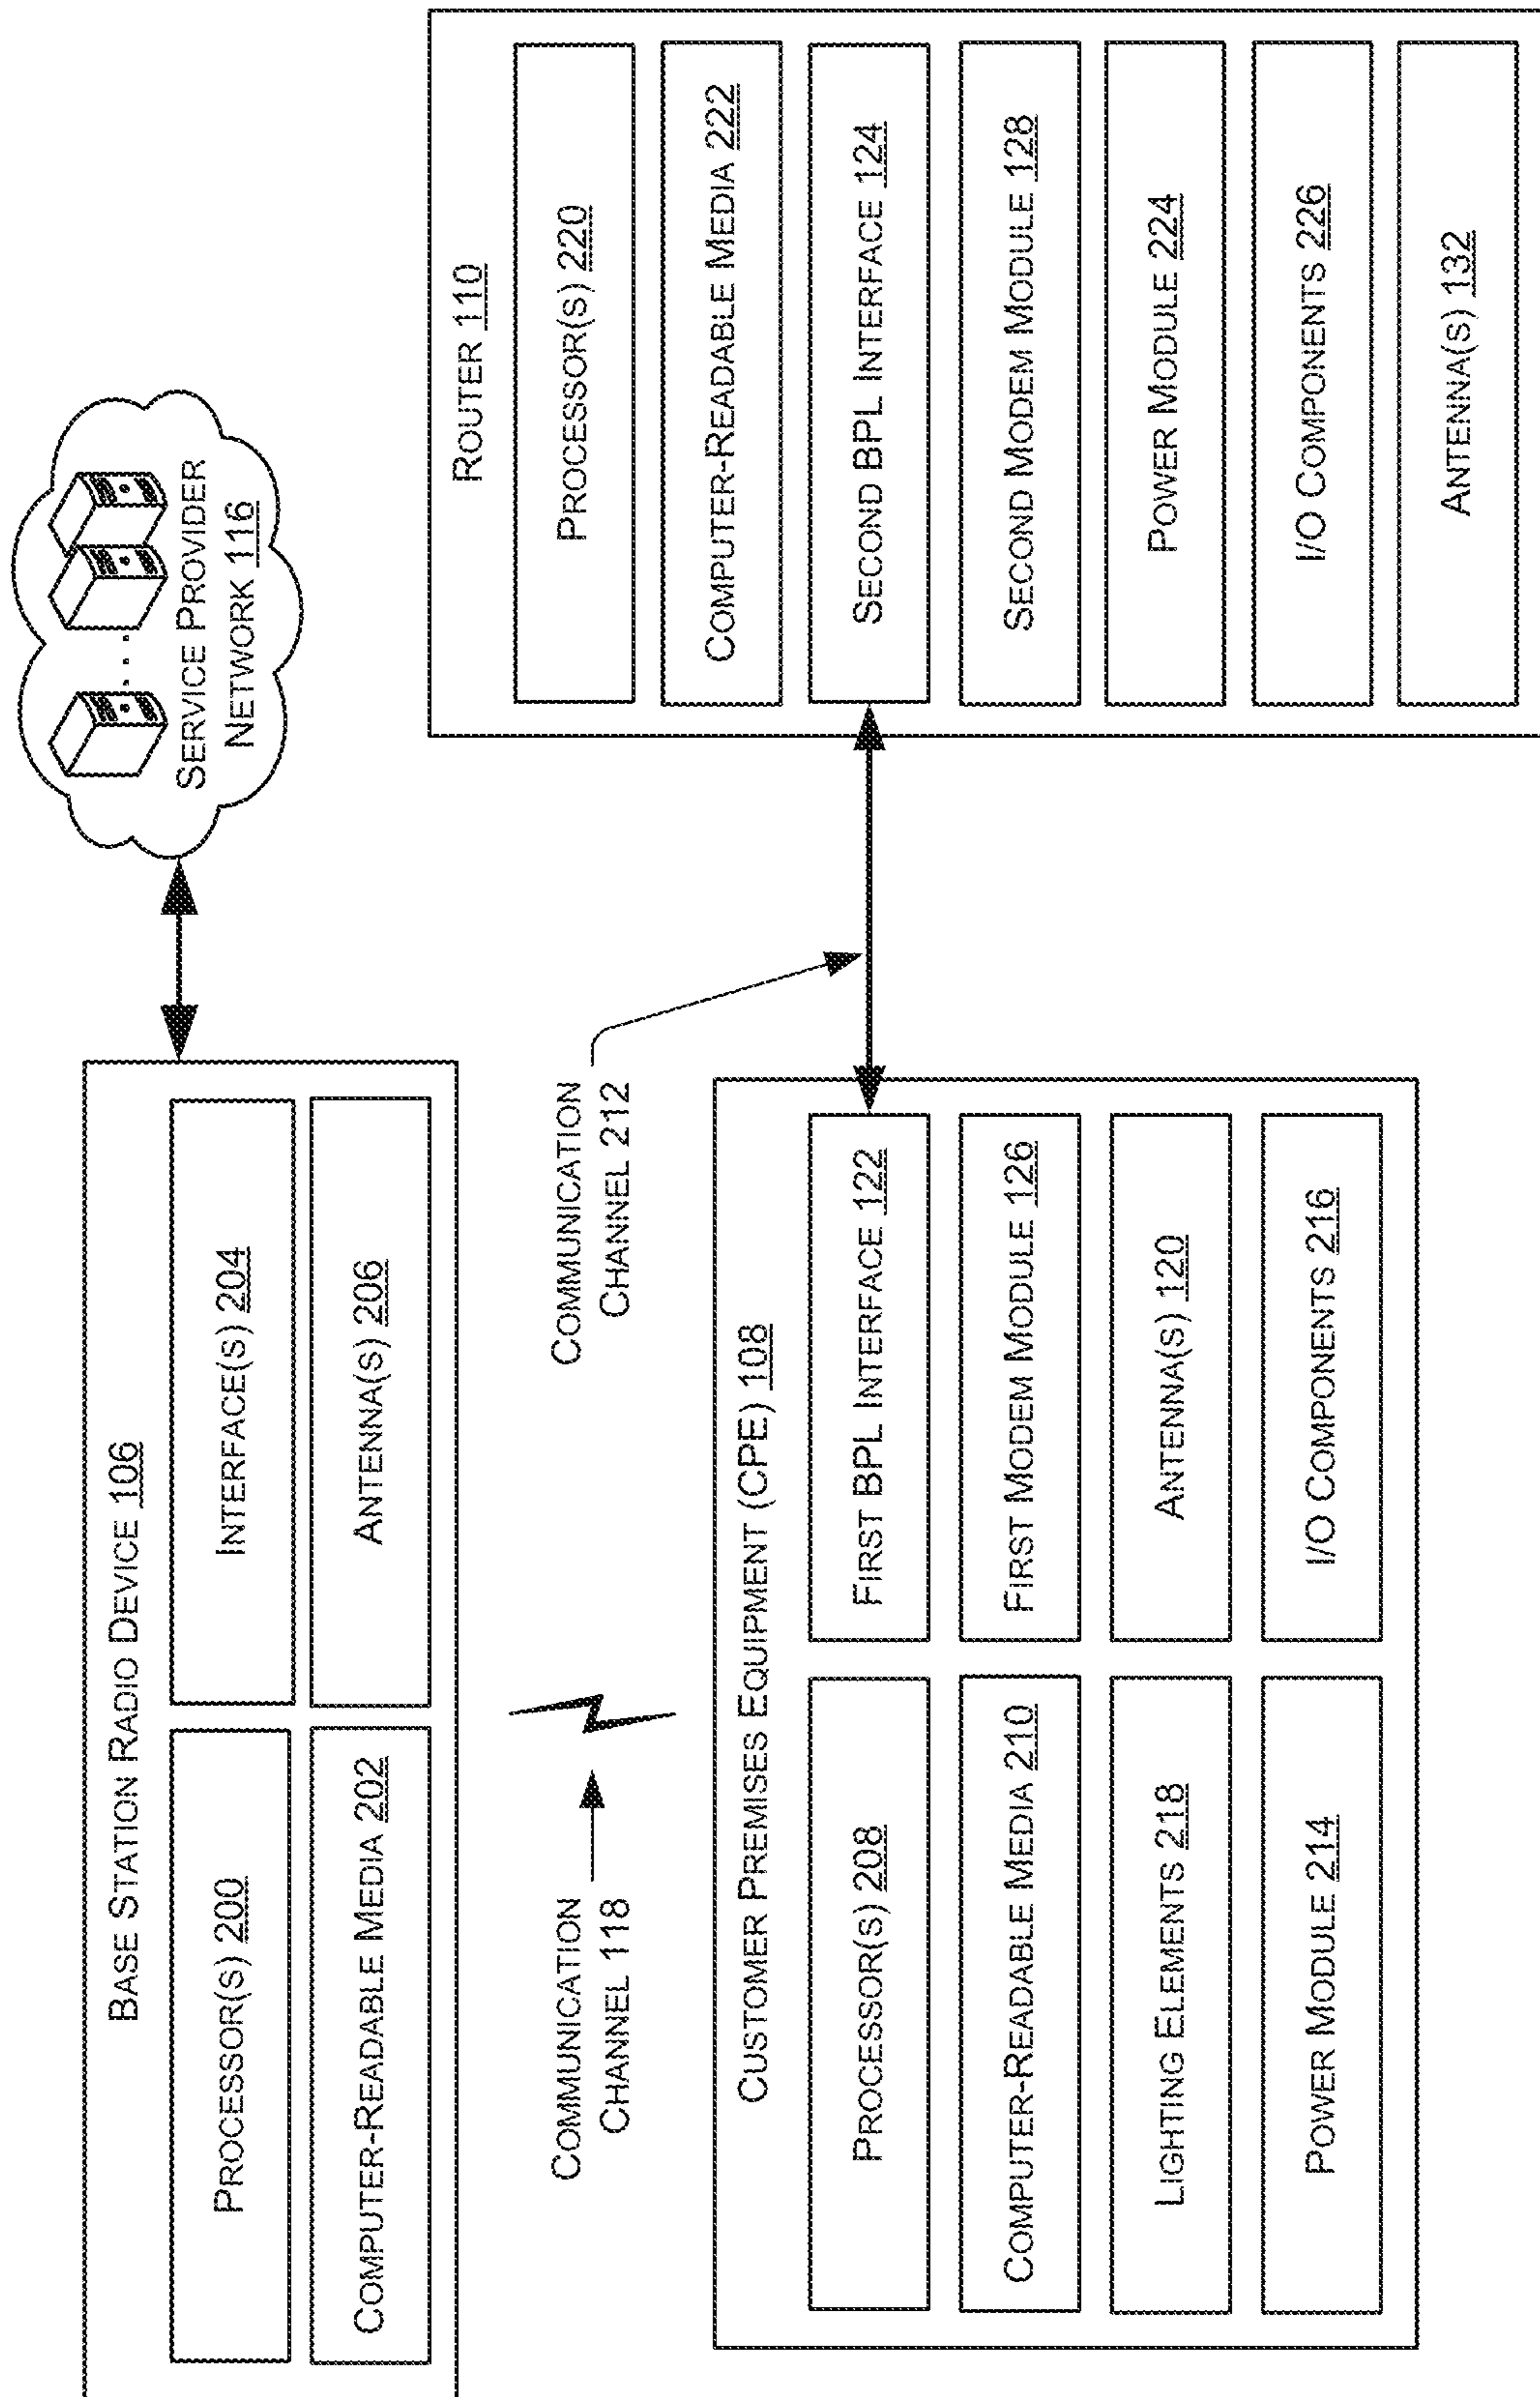 BASE STATION RADIO DEVICE 106
PROCESSOR(S) 200
INTERFACE(S) 204
COMPUTER-READABLE MEDIA 202
ANTENNA(S) 206
SERVICE PROVIDER
NETWORK 116
COMMUNICATION
CHANNEL 118
COMMUNICATION
CHANNEL 212
CUSTOMER PREMISES EQUIPMENT (CPE) 108
PROCESSOR(S) 208
FIRST BPL INTERFACE 122
COMPUTER-READABLE MEDIA 210
FIRST MODEM MODULE 126
LIGHTING ELEMENTS 218
ANTENNA(S) 120
POWER MODULE 214
I/O COMPONENTS 216
ROUTER 110
PROCESSOR(S) 220
COMPUTER-READABLE MEDIA 222
SECOND BPL INTERFACE 124
SECOND MODEM MODULE 128
POWER MODULE 224
I/O COMPONENTS 226
ANTENNA(S) 132